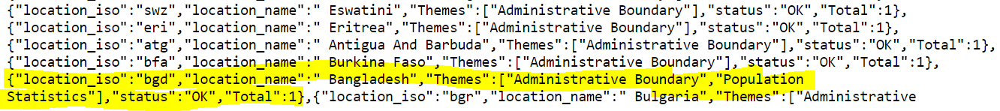 {"location_iso":"swz","location_name":" Eswatini","Themes":["Administrative Boundary"],"status":"OK","Total":1},
{"location_iso":"eri","location_name":" Eritrea","Themes":["Administrative Boundary"],"status":"OK","Total":1},
{"location_iso":"atg","location_name":" Antigua And Barbuda","Themes":["Administrative Boundary"],"status":"OK","Total":1},
{"location_iso":"bfa","location_name":" Burkina Faso","Themes":["Administrative Boundary"],"status":"OK","Total":1},
{"location_iso":"bgd","location_name":" Bangladesh","Themes":["Administrative Boundary","Population
Statistics"],"status":"OK","Total":1},{"location_iso":"bgr","location_name":" Bulgaria","Themes":["Administrative